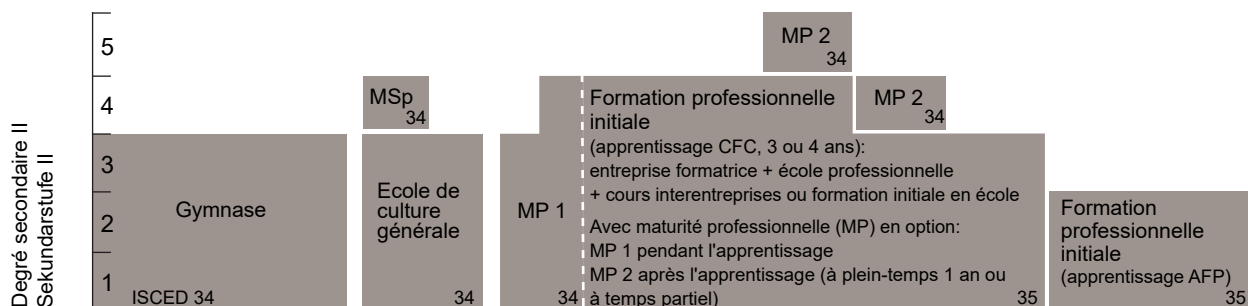 Degré secondaire II
Sekundarstufe II
5
4
3
2
1
Gymnase
ISCED 34
MSp
34
Ecole de
culture
générale
34
MP 1
34
MP 2
34
MP 2
34
Formation professionnelle
initiale
(apprentissage CFC, 3 ou 4 ans):
entreprise formatrice + école professionnelle
+ cours interentreprises ou formation initiale en école
Avec maturité professionnelle (MP) en option:
MP 1 pendant l'apprentissage
MP 2 après l'apprentissage (à plein-temps 1 an ou
à temps partiel)
35
Formation
professionnelle
initiale
(apprentissage AFP)
35